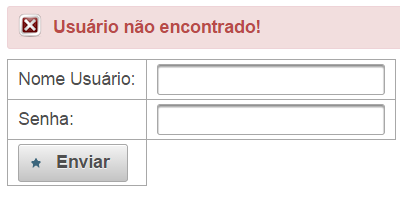 Usuário não encontrado!
Nome Usuário:
Senha:
Enviar